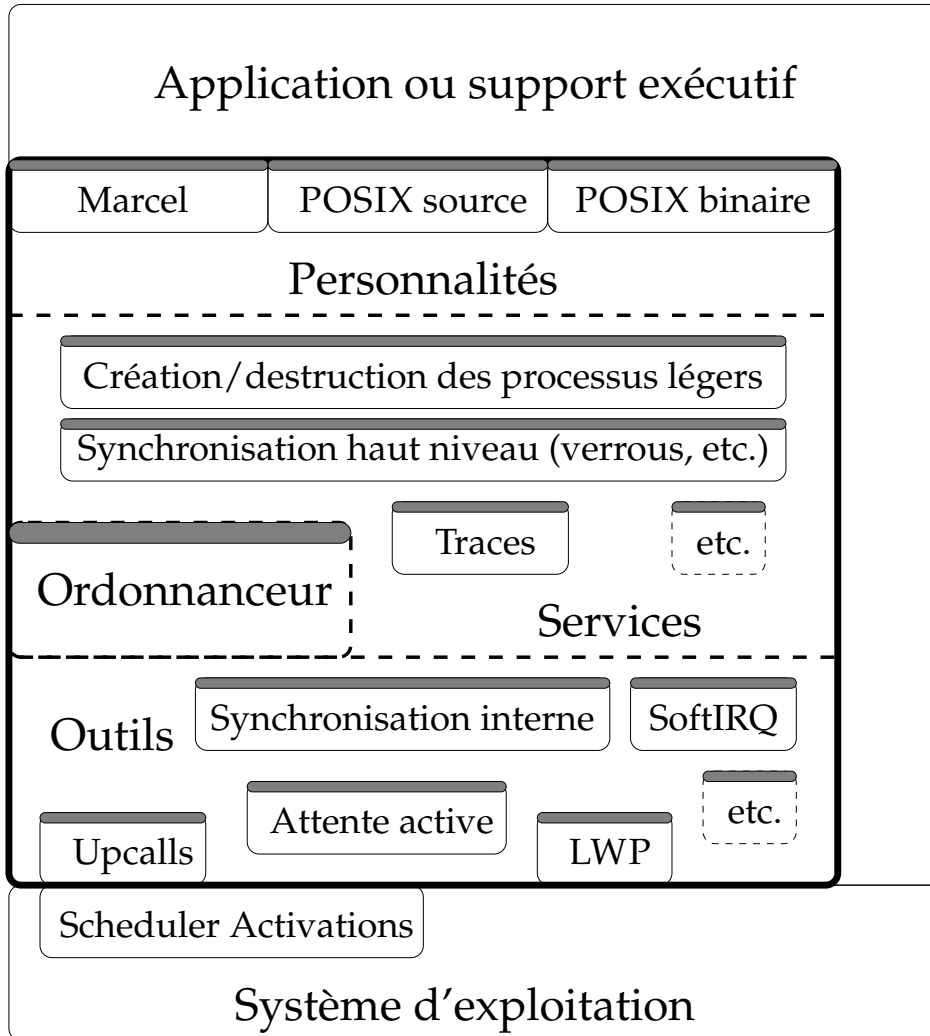 Application ou support exécutif
Marcel
POSIX source
POSIX binaire
Personnalités
Création/destruction des processus légers
Synchronisation haut niveau (verrous, etc.)
Traces
etc.
Ordonnanceur
Services
Synchronisation interne
SoftIRQ
Outils
Attente active
etc.
Upcalls
LWP
Scheduler Activations
Système d'exploitation